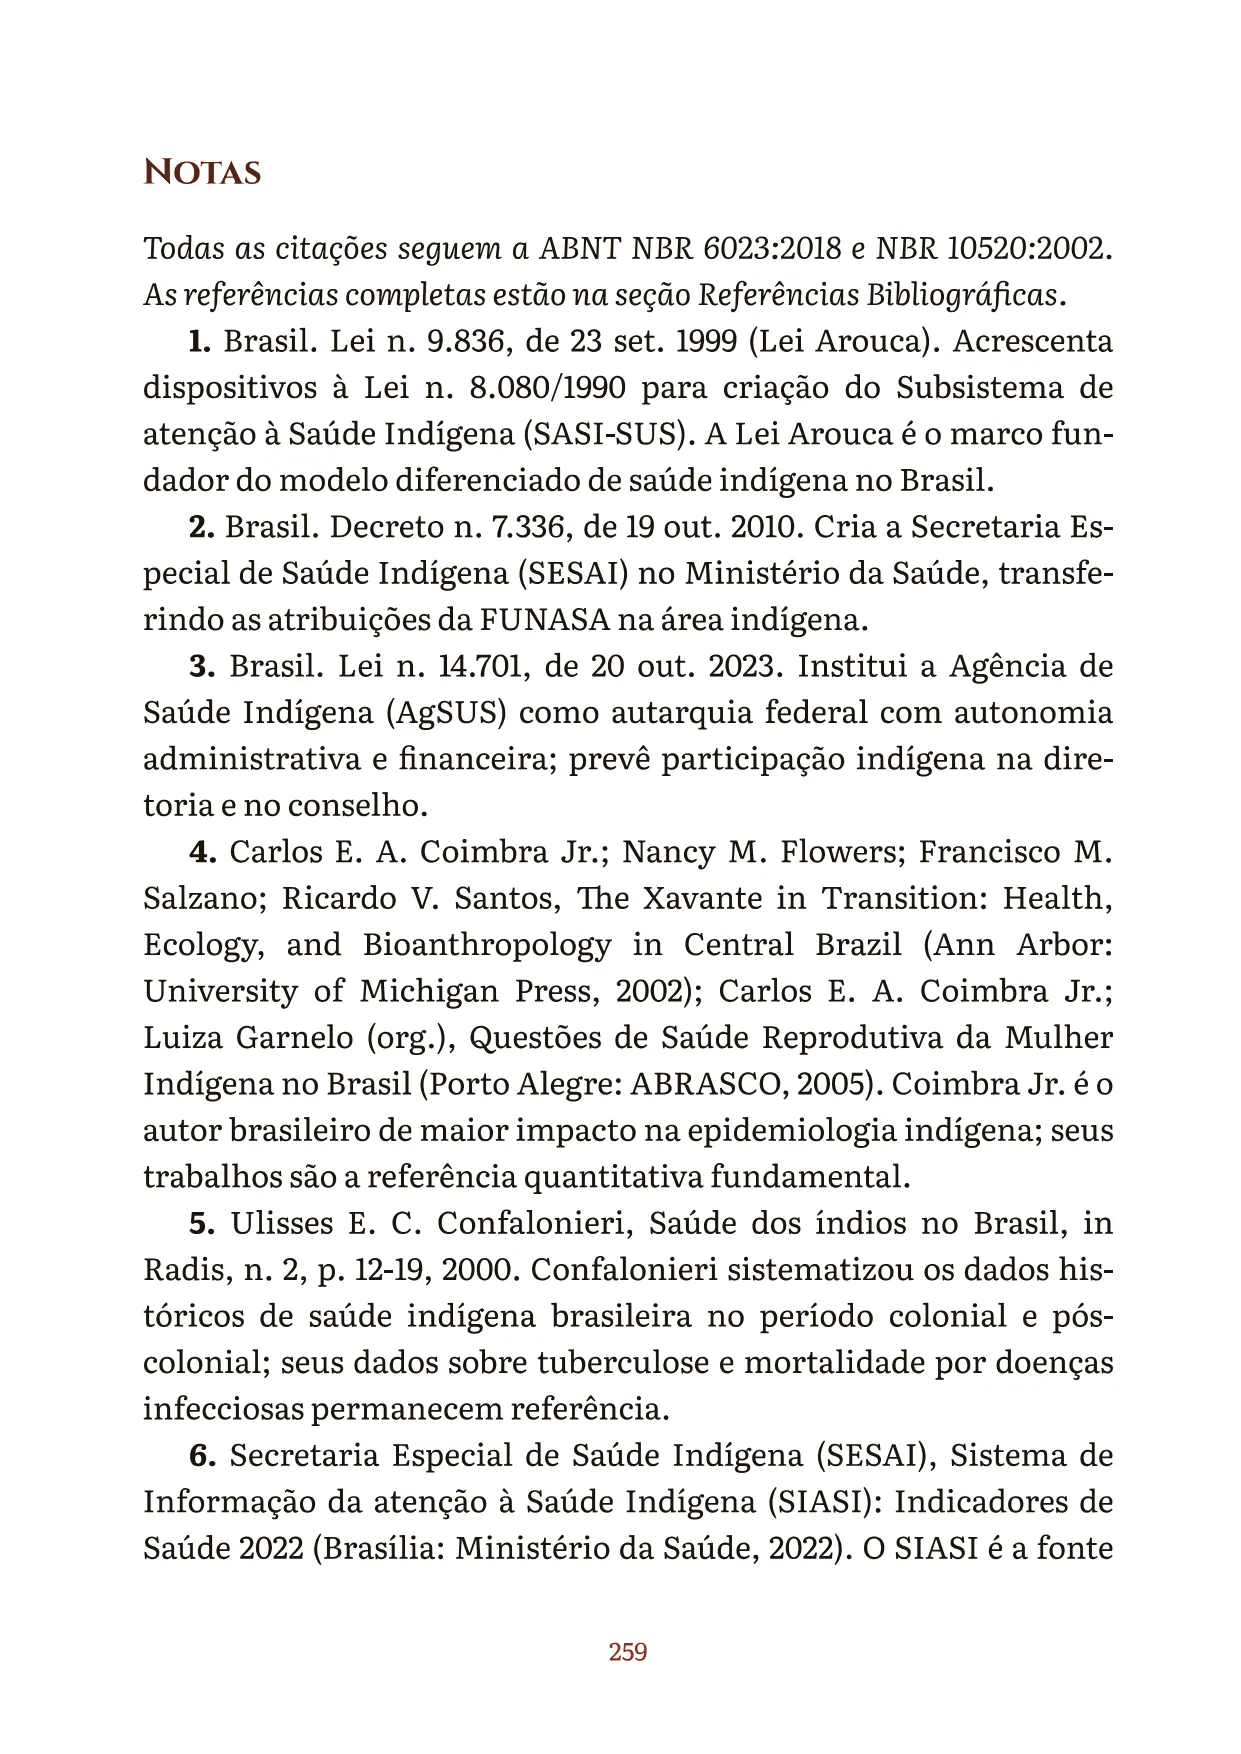 Notas
Todas as citações seguem a ABNT NBR 6023:2018 e NBR 10520:2002.
As referências completas estão na seção Referências Bibliográficas.
1. Brasil. Lei n. 9.836, de 23 set. 1999 (Lei Arouca). Acrescenta
dispositivos à Lei n. 8.080/1990 para criação do Subsistema de
atenção à Saúde Indígena (SASI-SUS). A Lei Arouca é o marco fun-
dador do modelo diferenciado de saúde indígena no Brasil.
2. Brasil. Decreto n. 7.336, de 19 out. 2010. Cria a Secretaria Es-
pecial de Saúde Indígena (SESAI) no Ministério da Saúde, transfe-
rindo as atribuições da FUNASA na área indígena.
3. Brasil. Lei n. 14.701, de 20 out. 2023. Institui a Agência de
Saúde Indígena (AgSUS) como autarquia federal com autonomia
administrativa e financeira; prevê participação indígena na dire-
toria e no conselho.
4. Carlos E. A. Coimbra Jr.; Nancy M. Flowers; Francisco M.
Salzano; Ricardo V. Santos, The Xavante in Transition: Health,
Ecology, and Bioanthropology in Central Brazil (Ann Arbor:
University of Michigan Press, 2002); Carlos E. A. Coimbra Jr.;
Luiza Garnelo (org.), Questões de Saúde Reprodutiva da Mulher
Indígena no Brasil (Porto Alegre: ABRASCO, 2005). Coimbra Jr. é o
autor brasileiro de maior impacto na epidemiologia indígena; seus
trabalhos são a referência quantitativa fundamental.
5. Ulisses E. C. Confalonieri, Saúde dos índios no Brasil, in
Radis, n. 2, p. 12-19, 2000. Confalonieri sistematizou os dados his-
tóricos de saúde indígena brasileira no período colonial e pós-
colonial; seus dados sobre tuberculose e mortalidade por doenças
infecciosas permanecem referência.
6. Secretaria Especial de Saúde Indígena (SESAI), Sistema de
Informação da atenção à Saúde Indígena (SIASI): Indicadores de
Saúde 2022 (Brasília: Ministério da Saúde, 2022). O SIASI é a fonte
259